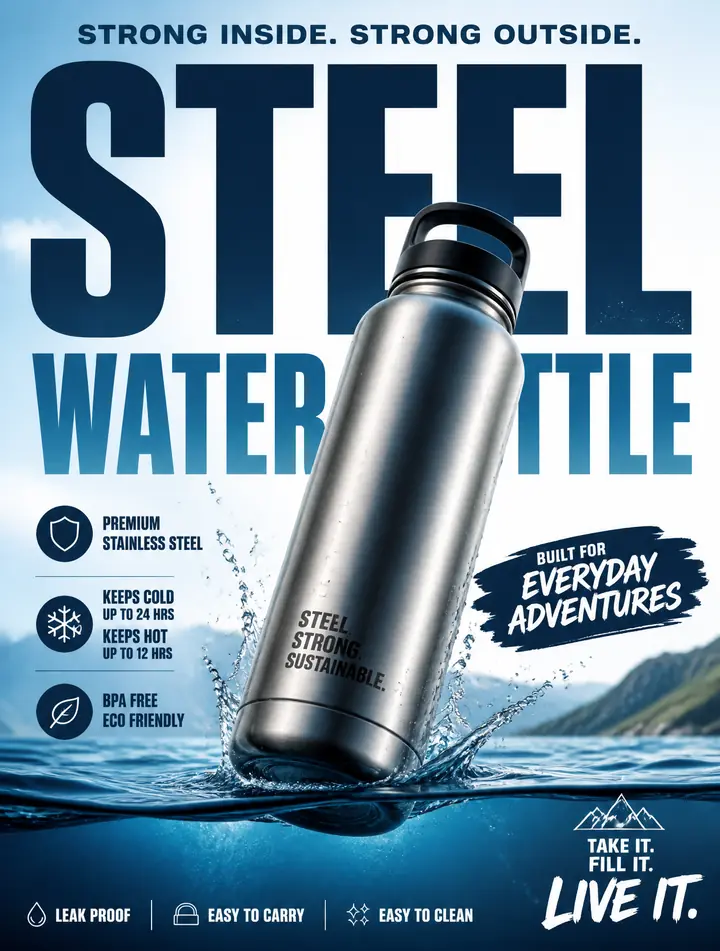 STRONG INSIDE. STRONG OUTSIDE.
STEEL
WATER TTLE
PREMIUM
STAINLESS STEEL
KEEPS COLD
UP TO 24 HRS
KEEPS HOT
UP TO 12 HRS
BPA FREE
ECO FRIENDLY
STEEL
STRONG.
SUSTAINABLE.
BUILT FOR
EVERYDAY
ADVENTURES
TAKE IT.
FILL IT.
LIVE IT.
LEAK PROOF
EASY TO CARRY
EASY TO CLEAN